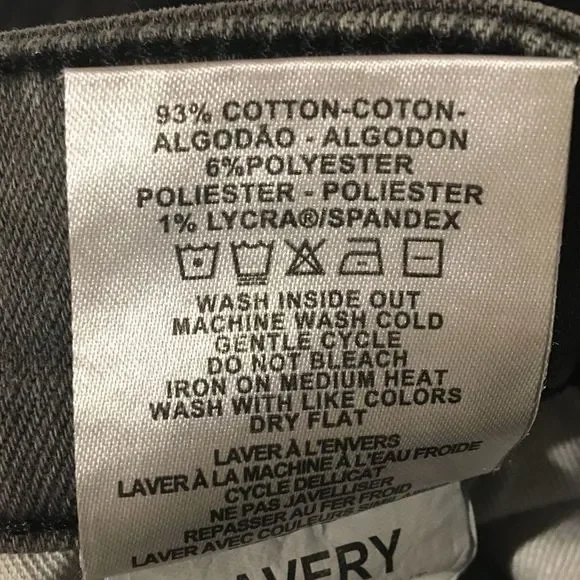 93% COTTON-COTON-
ALGODÃO - ALGODON
6%POLYESTER
POLIESTER - POLIESTER
1% LYCRA®/SPANDEX
WASH INSIDE OUT
MACHINE WASH COLD
GENTLE CYCLE
DO NOT BLEACH
IRON ON MEDIUM HEAT
WASH WITH LIKE COLORS
DRY FLAT
LAVER À L'ENVERS
LAVER À LA MACHINE À L'EAU FROIDE
CYCLE DELLICAT
NE PAS JAVELLISER
REPASSER AU FER FROID
LAVER AVEC COULEURS
AVERY